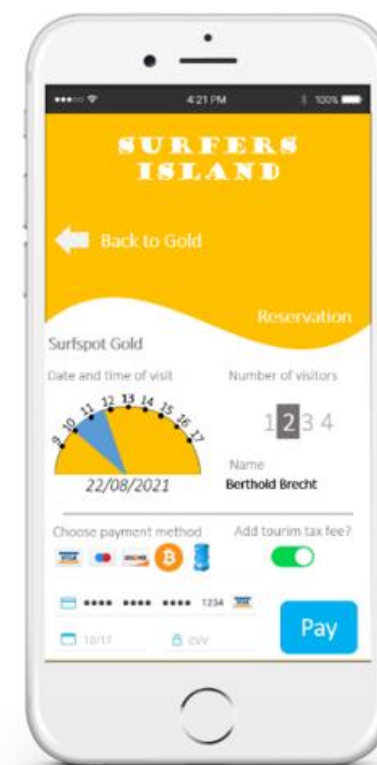 4:21 PM 100%
SURFERS
ISLAND
Back to Gold
Reservation
Surfspot Gold
Date and time of visit
Number of visitors
9 10 11 12 13 14 15 16 17
1 2 3 4
22/08/2021
Name
Berthold Brecht
Choose payment method
Add tourim tax fee?
VISA
•••• •••• •••• 1234
10/17
CVV
Pay